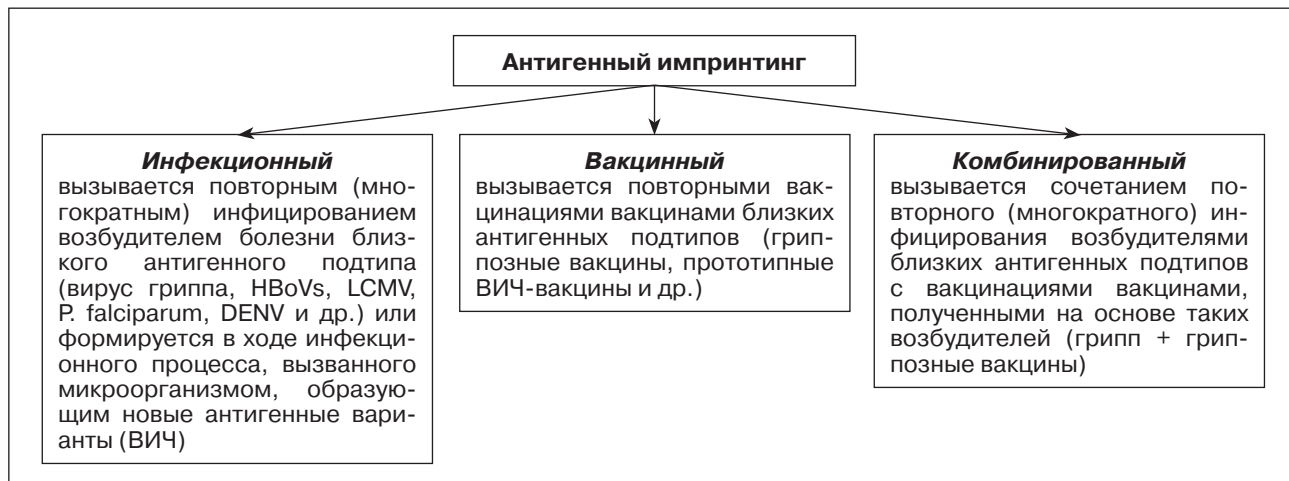 Антигенный импринтинг
Инфекционный
вызывается повторным (мно-
гократным) инфицированием
возбудителем болезни близ-
кого антигенного подтипа
(вирус гриппа, HBoVs, LCMV,
P. falciparum, DENV и др.) или
формируется в ходе инфекци-
онного процесса, вызванного
микроорганизмом, образую-
щим новые антигенные вари-
анты (ВИЧ)
Вакцинный
вызывается повторными вак-
цинациями вакцинами близких
антигенных подтипов (грип-
позные вакцины, прототипные
ВИЧ-вакцины и др.)
Комбинированный
вызывается сочетанием по-
вторного (многократного) ин-
фицирования возбудителями
близких антигенных подтипов
с вакцинациями вакцинами,
полученными на основе таких
возбудителей (грипп + грип-
позные вакцины)